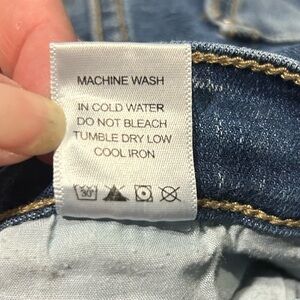 MACHINE WASH
IN COLD WATER
DO NOT BLEACH
TUMBLE DRY LOW
COOL IRON
30°